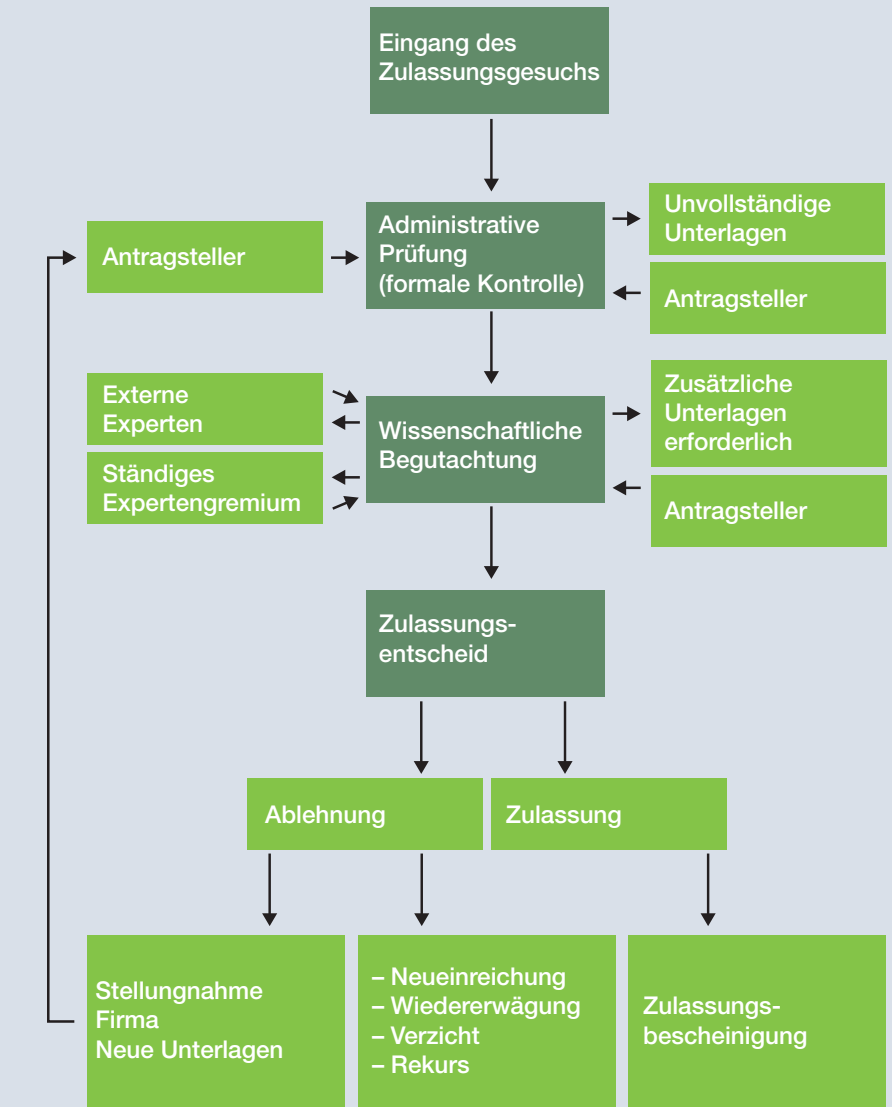 Eingang des
Zulassungsgesuchs
Antragsteller
Administrative
Prüfung
(formale Kontrolle)
Unvollständige
Unterlagen
Antragsteller
Externe
Experten
Ständiges
Expertengremium
Wissenschaftliche
Begutachtung
Zusätzliche
Unterlagen
erforderlich
Antragsteller
Zulassungs-
entscheid
Ablehnung
Zulassung
Stellungnahme
Firma
Neue Unterlagen
– Neueinreichung
– Wiedererwägung
– Verzicht
– Rekurs
Zulassungs-
bescheinigung